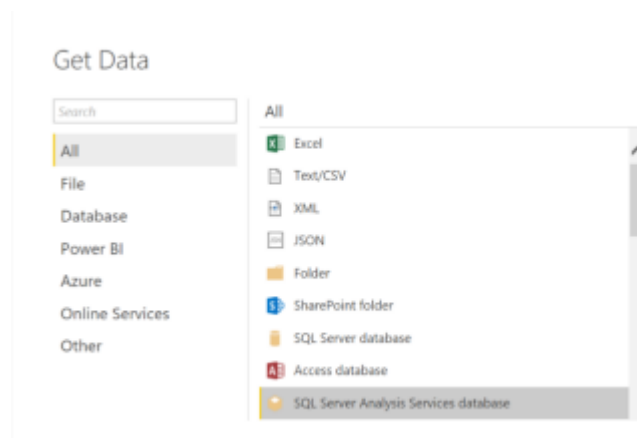 Get Data
Search
All
File
Database
Power BI
Azure
Online Services
Other
All
Excel
Text/CSV
XML
JSON
Folder
SharePoint folder
SQL Server database
Access database
SQL Server Analysis Services database